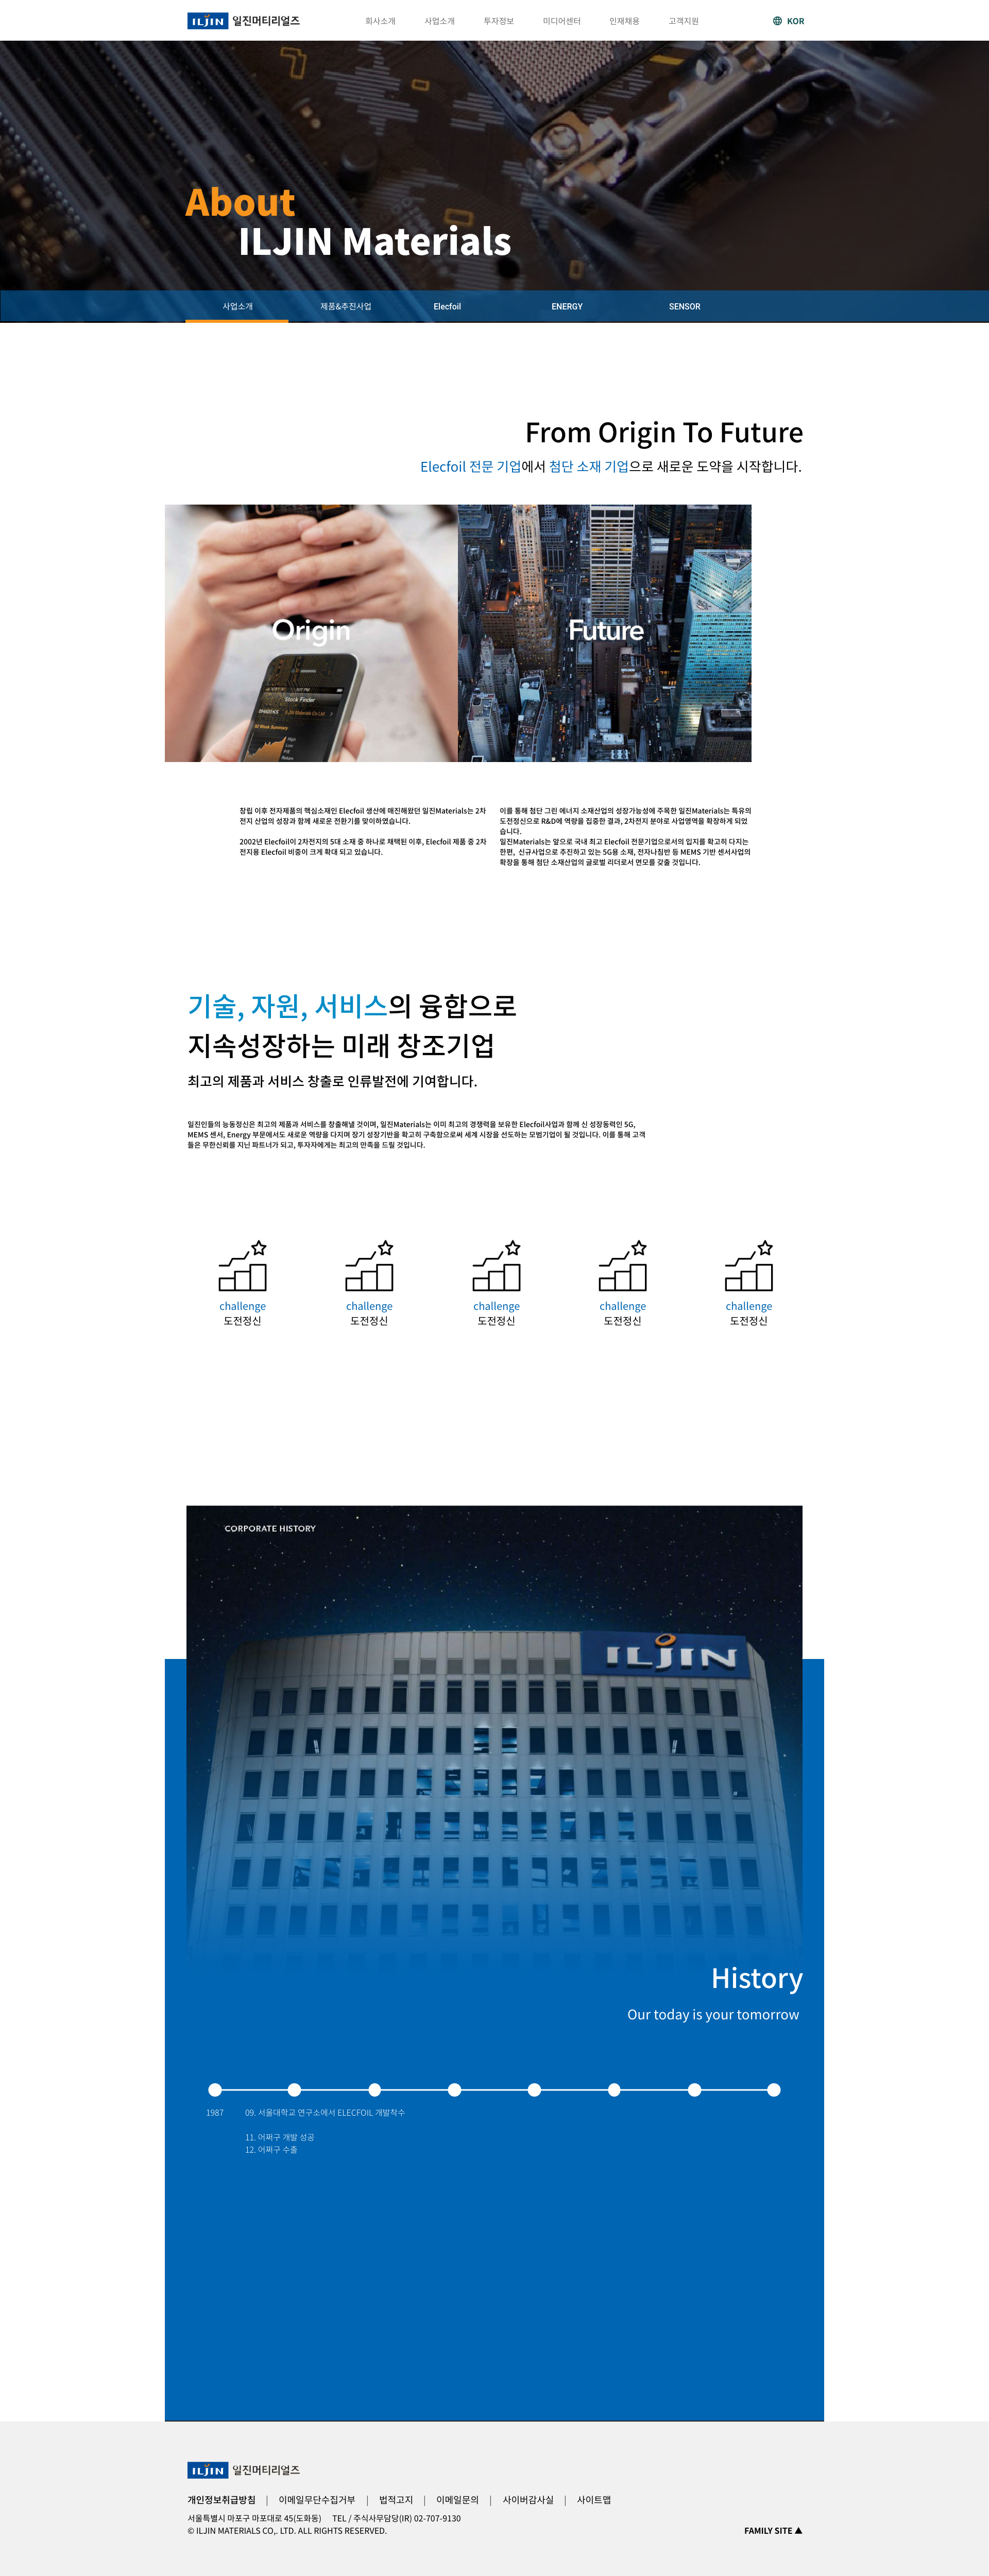 ILJIN 일진머티리얼즈
회사소개 사업소개 투자정보 미디어센터 인재채용 고객지원
KOR
About
ILJIN Materials
사업소개 제품&추진사업 Elecfoil ENERGY SENSOR
From Origin To Future
Elecfoil 전문 기업에서 첨단 소재 기업으로 새로운 도약을 시작합니다.
Origin
Future
Stock Finder
창립 이후 전자제품의 핵심소재인 Elecfoil 생산에 매진해왔던 일진Materials는 2차
전지 산업의 성장과 함께 새로운 전환기를 맞이하였습니다.
2002년 Elecfoil이 2차전지의 5대 소재 중 하나로 채택된 이후, Elecfoil 제품 중 2차
전지용 Elecfoil 비중이 크게 확대 되고 있습니다.
이를 통해 첨단 그린 에너지 소재산업의 성장가능성에 주목한 일진Materials는 특유의
도전정신으로 R&D에 역량을 집중한 결과, 2차전지 분야로 사업영역을 확장하게 되었
습니다.
일진Materials는 앞으로 국내 최고 Elecfoil 전문기업으로서의 입지를 확고히 다지는
한편, 신규사업으로 추진하고 있는 5G용 소재, 전자나침반 등 MEMS 기반 센서사업의
확장을 통해 첨단 소재산업의 글로벌 리더로서 면모를 갖출 것입니다.
기술, 자원, 서비스의 융합으로
지속성장하는 미래 창조기업
최고의 제품과 서비스 창출로 인류발전에 기여합니다.
일진인들의 능동정신은 최고의 제품과 서비스를 창출해낼 것이며, 일진Materials는 이미 최고의 경쟁력을 보유한 Elecfoil사업과 함께 신 성장동력인 5G,
MEMS 센서, Energy 부문에서도 새로운 역량을 다지며 장기 성장기반을 확고히 구축함으로써 세계 시장을 선도하는 모범기업이 될 것입니다. 이를 통해 고객
들은 무한신뢰를 지닌 파트너가 되고, 투자자에게는 최고의 만족을 드릴 것입니다.
challenge challenge challenge challenge challenge
도전정신 도전정신 도전정신 도전정신 도전정신
CORPORATE HISTORY
ILJIN
History
Our today is your tomorrow
1987 09. 서울대학교 연구소에서 ELECFOIL 개발착수
11. 어쩌구 개발 성공
12. 어쩌구 수출
ILJIN 일진머티리얼즈
개인정보취급방침 | 이메일무단수집거부 | 법적고지 | 이메일문의 | 사이버감사실 | 사이트맵
서울특별시 마포구 마포대로 45(도화동) TEL / 주식사무담당(IR) 02-707-9130
© ILJIN MATERIALS CO,. LTD. ALL RIGHTS RESERVED.
FAMILY SITE ▲